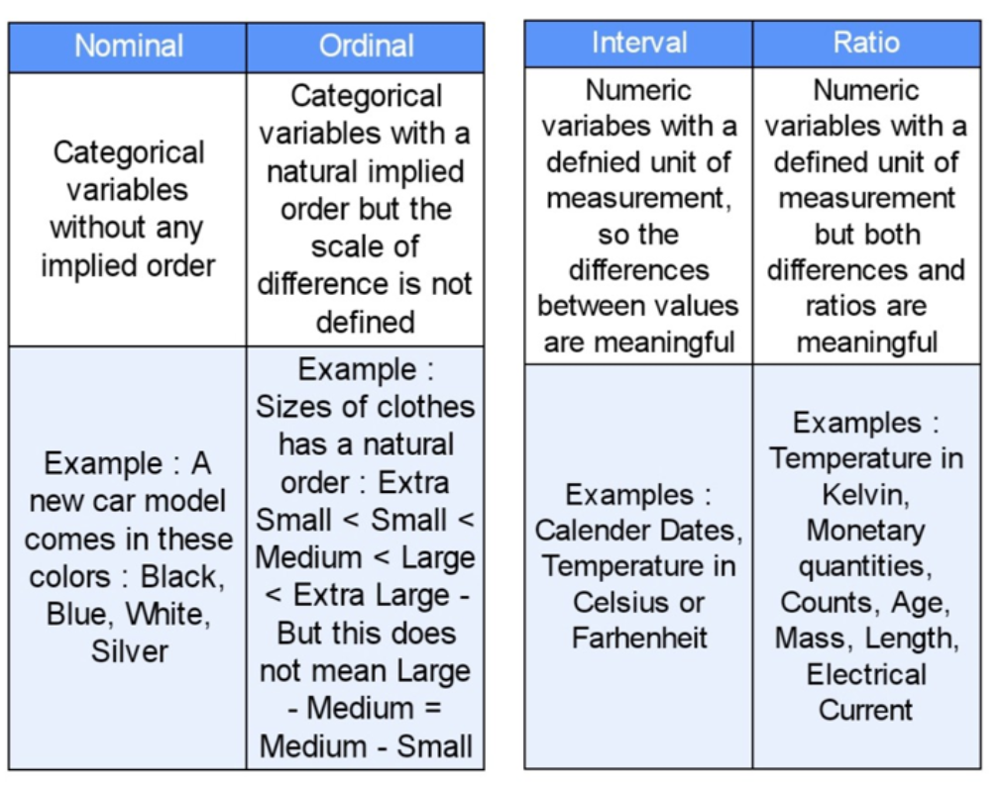 Nominal
Ordinal
Categorical
variables
without any
implied order
Categorical
variables with a
natural implied
order but the
scale of
difference is not
defined
Example : A
new car model
comes in these
colors : Black,
Blue, White,
Silver
Example :
Sizes of clothes
has a natural
order : Extra
Small < Small <
Medium < Large
< Extra Large -
But this does
not mean Large
- Medium =
Medium - Small
Interval
Ratio
Numeric
variabes with a
defnied unit of
measurement,
so the
differences
between values
are meaningful
Numeric
variables with a
defined unit of
measurement
but both
differences and
ratios are
meaningful
Examples :
Calender Dates,
Temperature in
Celsius or
Farhenheit
Examples :
Temperature in
Kelvin,
Monetary
quantities,
Counts, Age,
Mass, Length,
Electrical
Current